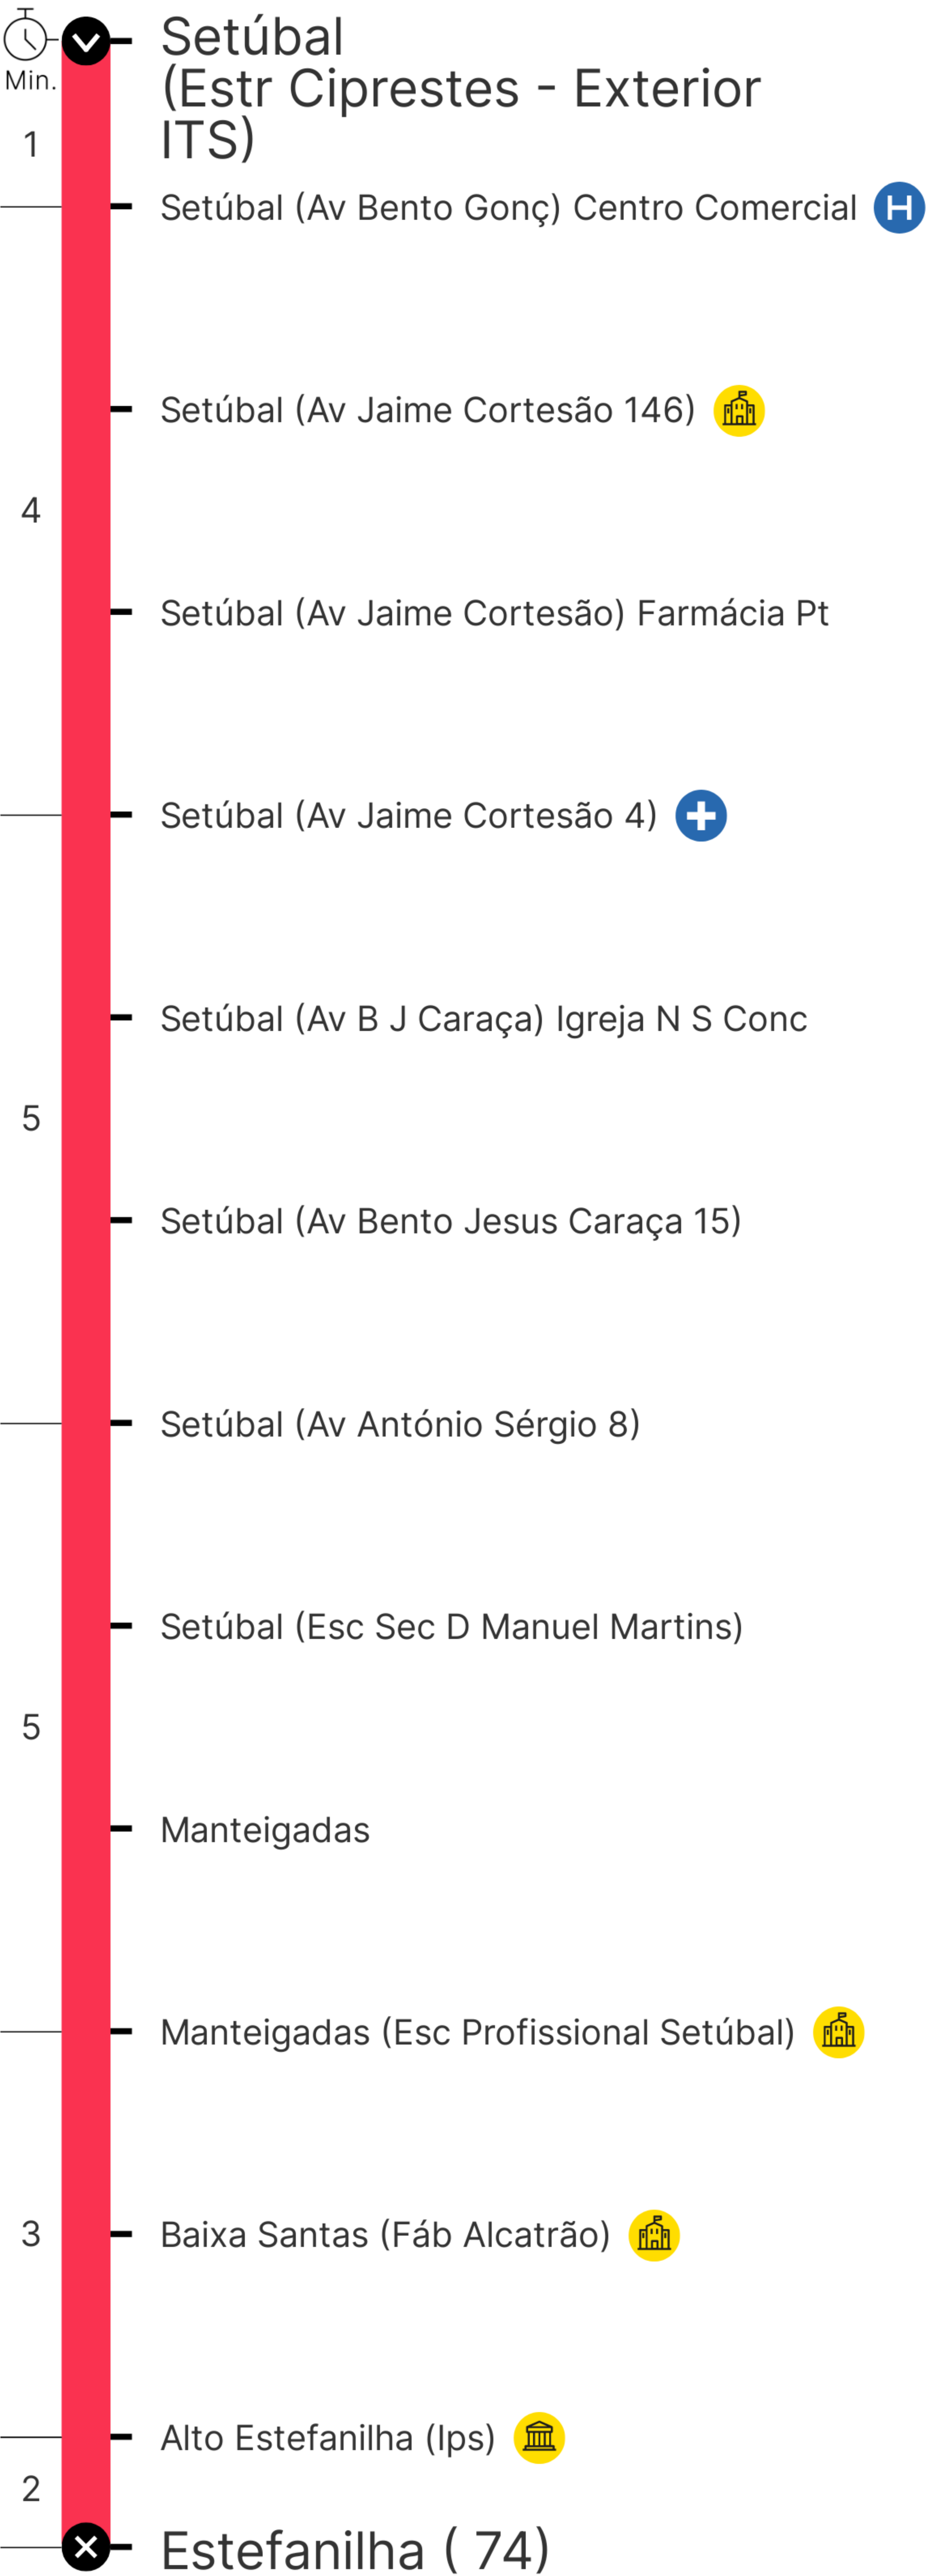 Setúbal
(Estr Ciprestes - Exterior
ITS)
Min.
1
Setúbal (Av Bento Gonç) Centro Comercial H
Setúbal (Av Jaime Cortesão 146)
4
Setúbal (Av Jaime Cortesão) Farmácia Pt
Setúbal (Av Jaime Cortesão 4)
Setúbal (Av B J Caraça) Igreja N S Conc
5
Setúbal (Av Bento Jesus Caraça 15)
Setúbal (Av António Sérgio 8)
Setúbal (Esc Sec D Manuel Martins)
5
Manteigadas
Manteigadas (Esc Profissional Setúbal)
3 Baixa Santas (Fáb Alcatrão)
Alto Estefanilha (Ips)
2
Estefanilha ( 74)